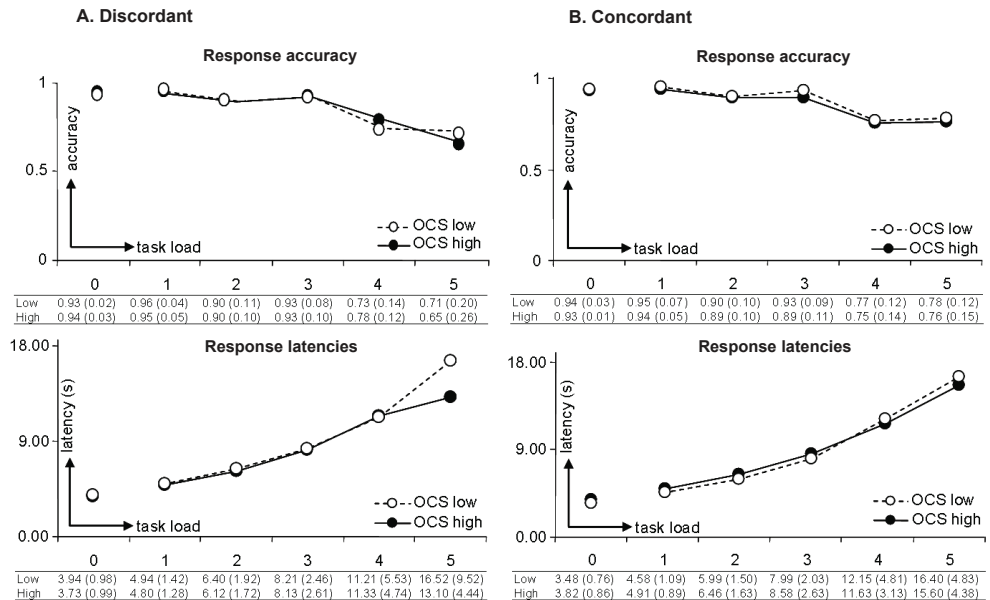 A. Discordant
Response accuracy
1
0.5
0
accuracy
task load
OCS low
OCS high
0 1 2 3 4 5
Low 0.93 (0.02) 0.96 (0.04) 0.90 (0.11) 0.93 (0.08) 0.73 (0.14) 0.71 (0.20)
High 0.94 (0.03) 0.95 (0.05) 0.90 (0.10) 0.93 (0.10) 0.78 (0.12) 0.65 (0.26)
Response latencies
18.00
9.00
0.00
latency (s)
task load
OCS low
OCS high
0 1 2 3 4 5
Low 3.94 (0.98) 4.94 (1.42) 6.40 (1.92) 8.21 (2.46) 11.21 (5.53) 16.52 (9.52)
High 3.73 (0.99) 4.80 (1.28) 6.12 (1.72) 8.13 (2.61) 11.33 (4.74) 13.10 (4.44)
B. Concordant
Response accuracy
1
0.5
0
accuracy
task load
OCS low
OCS high
0 1 2 3 4 5
Low 0.94 (0.03) 0.95 (0.07) 0.90 (0.10) 0.93 (0.09) 0.77 (0.12) 0.78 (0.12)
High 0.93 (0.01) 0.94 (0.05) 0.89 (0.10) 0.89 (0.11) 0.75 (0.14) 0.76 (0.15)
Response latencies
18.00
9.00
0.00
latency (s)
task load
OCS low
OCS high
0 1 2 3 4 5
Low 3.48 (0.76) 4.58 (1.09) 5.99 (1.50) 7.99 (2.03) 12.15 (4.81) 16.40 (4.83)
High 3.82 (0.86) 4.91 (0.89) 6.46 (1.63) 8.58 (2.63) 11.63 (3.13) 15.60 (4.38)